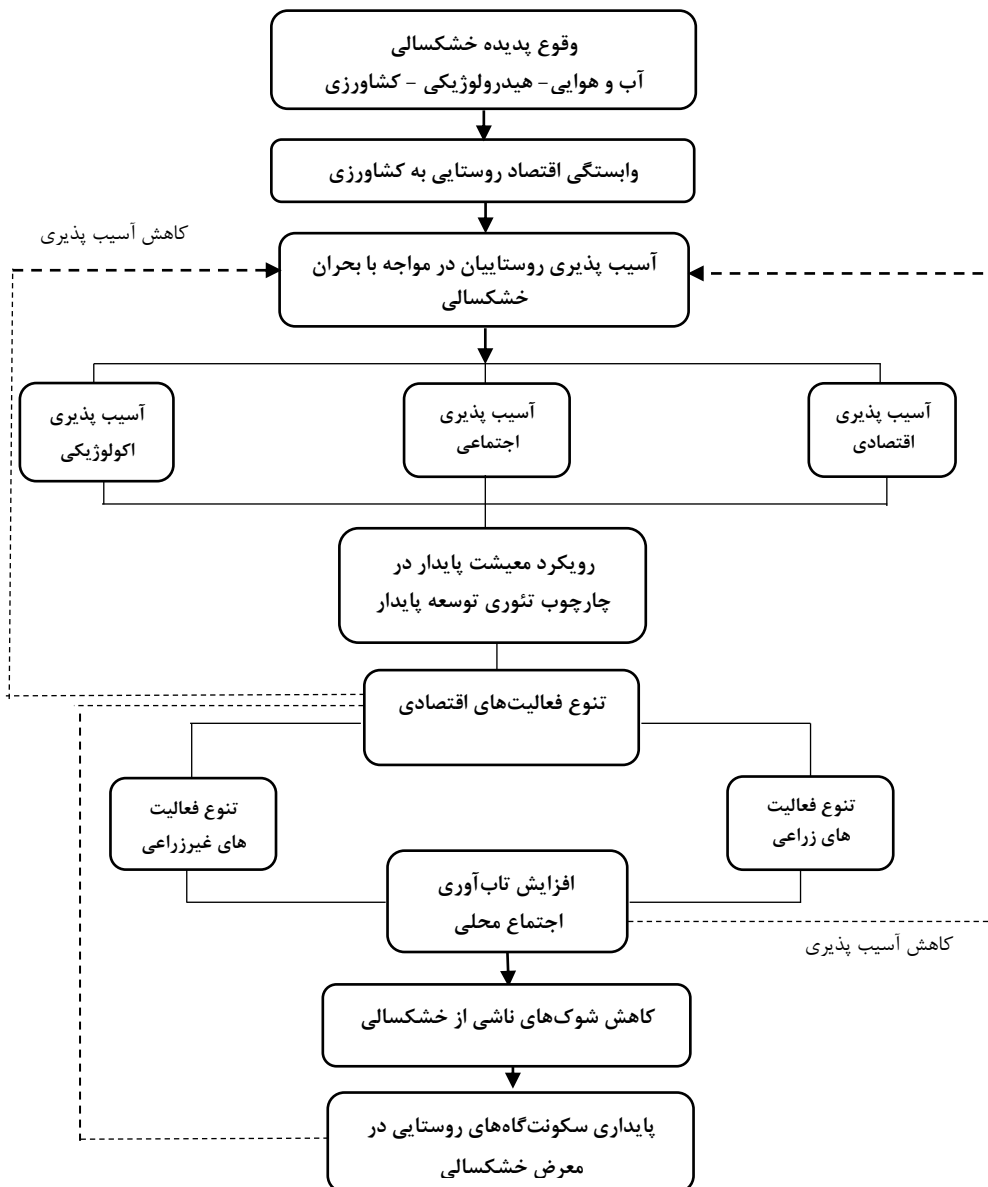 وقوع پدیده خشکسالی
آب و هوایی - هیدرولوژیکی - کشاورزی
وابستگی اقتصاد روستایی به کشاورزی
کاهش آسیب پذیری
آسیب پذیری روستاییان در مواجه با بحران
خشکسالی
آسیب پذیری
اقتصادی
آسیب پذیری
اجتماعی
آسیب پذیری
اکولوژیکی
رویکرد معیشت پایدار در
چارچوب تئوری توسعه پایدار
تنوع فعالیت‌های اقتصادی
تنوع فعالیت
های زراعی
تنوع فعالیت
های غیرزراعی
افزایش تاب‌آوری
اجتماع محلی
کاهش آسیب پذیری
کاهش شوک‌های ناشی از خشکسالی
پایداری سکونت‌گاه‌های روستایی در
معرض خشکسالی